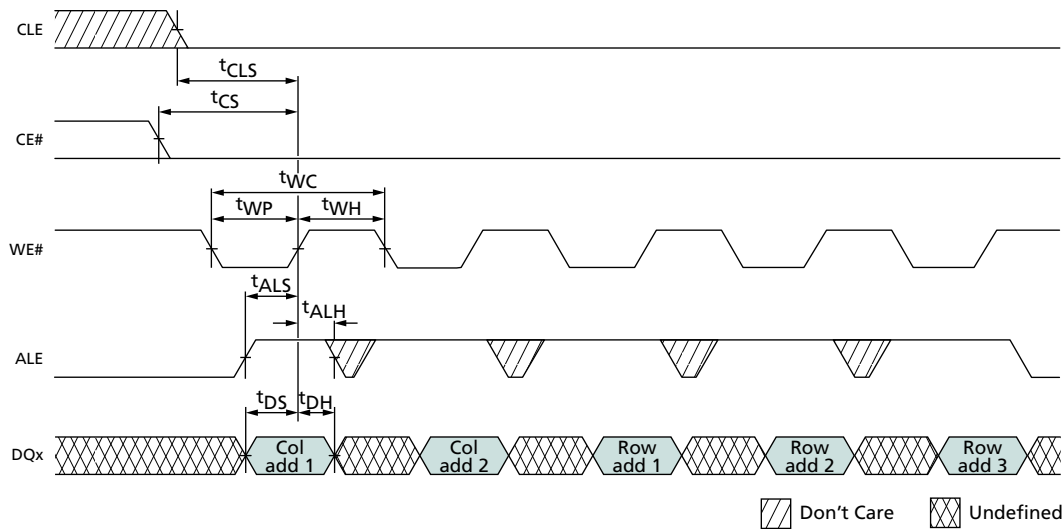 CLE
tCLS
tCS
CE#
tWC
tWP
tWH
WE#
tALS
tALH
ALE
tDS
tDH
DQx
Col add 1
Col add 2
Row add 1
Row add 2
Row add 3
Don't Care
Undefined